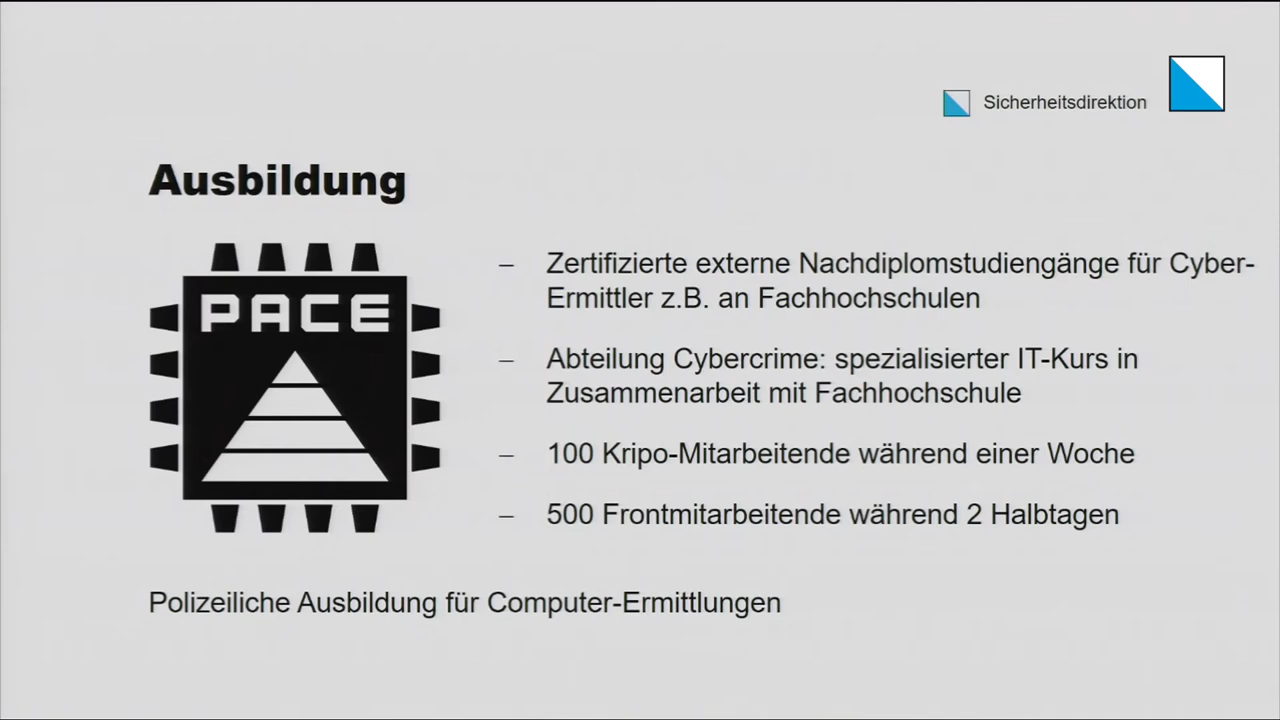 Sicherheitsdirektion
Ausbildung
PACE
– Zertifizierte externe Nachdiplomstudiengänge für Cyber-
Ermittler z.B. an Fachhochschulen
– Abteilung Cybercrime: spezialisierter IT-Kurs in
Zusammenarbeit mit Fachhochschule
– 100 Kripo-Mitarbeitende während einer Woche
– 500 Frontmitarbeitende während 2 Halbtagen
Polizeiliche Ausbildung für Computer-Ermittlungen